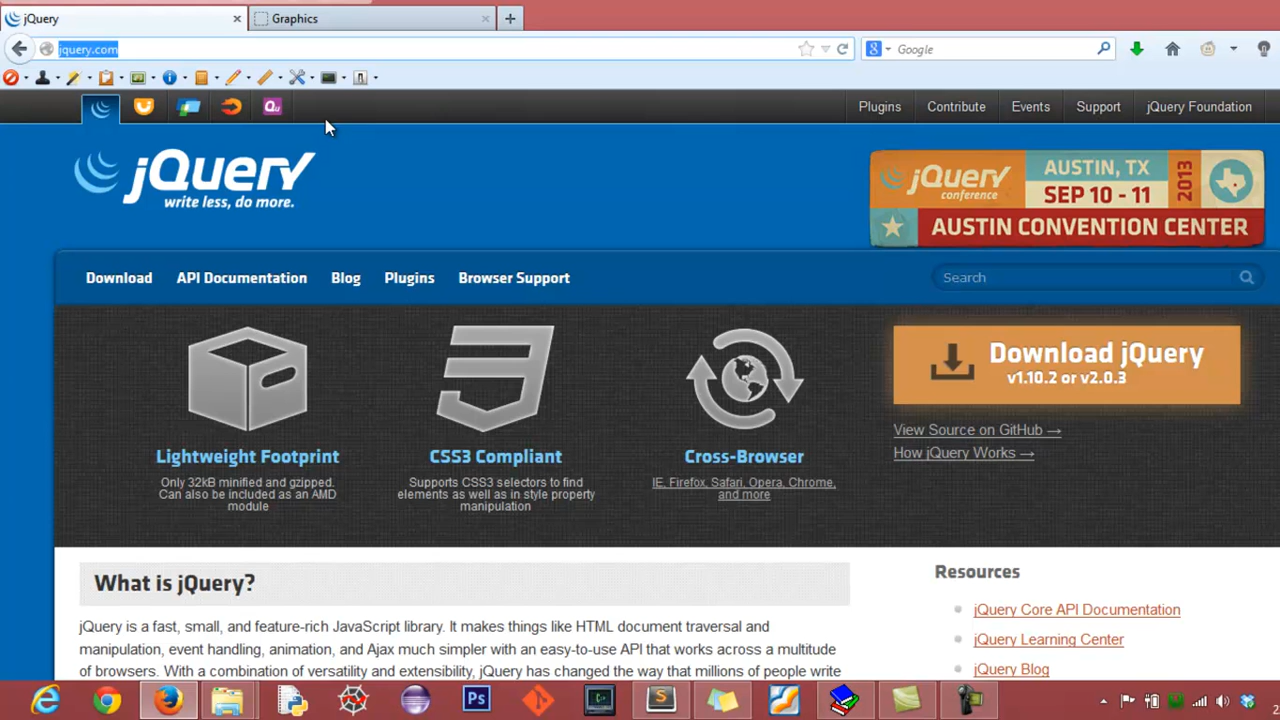 jQuery
Graphics
jquery.com
Google
Plugins
Contribute
Events
Support
jQuery Foundation
jQuery
write less, do more.
jQuery
conference
AUSTIN, TX
SEP 10 - 11
2013
AUSTIN CONVENTION CENTER
Download
API Documentation
Blog
Plugins
Browser Support
Search
Lightweight Footprint
Only 32kB minified and gzipped.
Can also be included as an AMD
module
CSS3 Compliant
Supports CSS3 selectors to find
elements as well as in style property
manipulation
Cross-Browser
IE, Firefox, Safari, Opera, Chrome,
and more
Download jQuery
v1.10.2 or v2.0.3
View Source on GitHub →
How jQuery Works →
What is jQuery?
jQuery is a fast, small, and feature-rich JavaScript library. It makes things like HTML document traversal and
manipulation, event handling, animation, and Ajax much simpler with an easy-to-use API that works across a multitude
of browsers. With a combination of versatility and extensibility, jQuery has changed the way that millions of people write
Resources
jQuery Core API Documentation
jQuery Learning Center
jQuery Blog
Ps